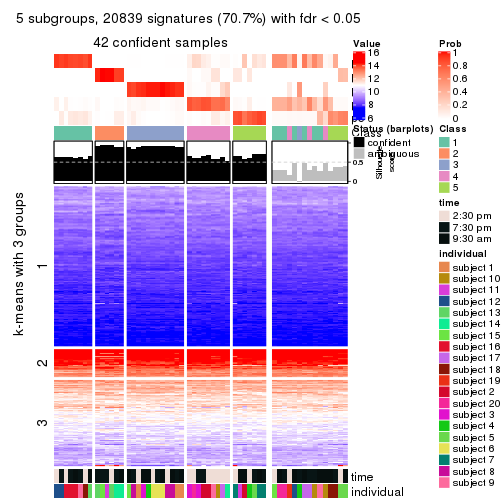 5 subgroups, 20839 signatures (70.7%) with fdr < 0.05
42 confident samples
k-means with 3 groups
1
2
3
Class
1
0.5
0
Silhouette
score
time
individual
Value
16
14
12
10
8
6
Status (barplots)
confident
ambiguous
Prob
1
0.8
0.6
0.4
0.2
0
Class
1
2
3
4
5
time
2:30 pm
7:30 pm
9:30 am
individual
subject 1
subject 10
subject 11
subject 12
subject 13
subject 14
subject 15
subject 16
subject 17
subject 18
subject 19
subject 2
subject 20
subject 3
subject 4
subject 5
subject 6
subject 7
subject 8
subject 9